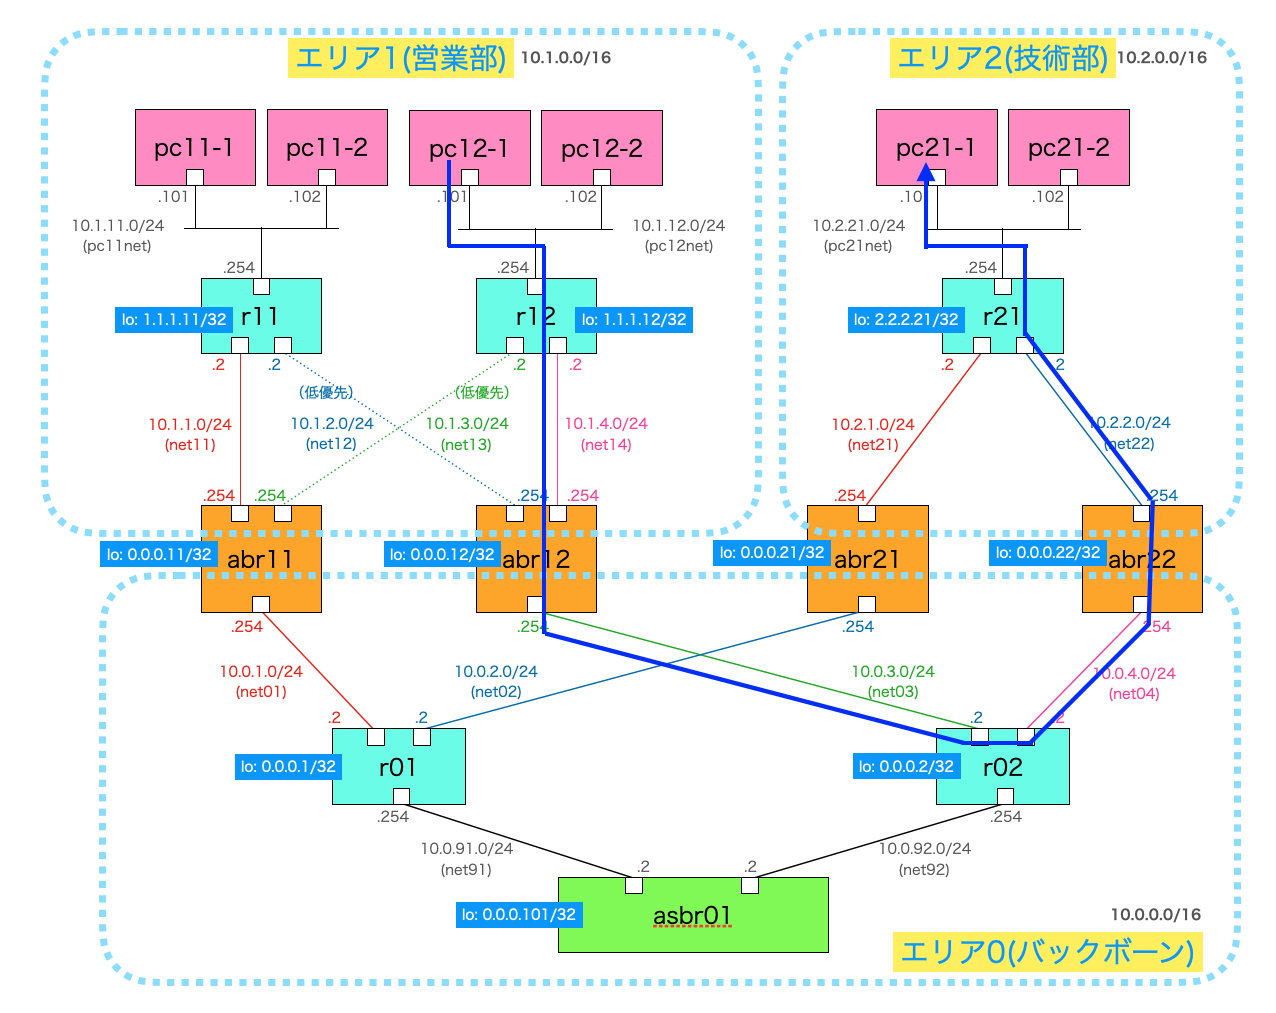 エリア1(営業部)
10.1.0.0/16
エリア2(技術部)
10.2.0.0/16
pc11-1
pc11-2
pc12-1
pc12-2
pc21-1
pc21-2
.101
.102
.101
.102
.102
10.1.11.0/24
(pc11net)
10.1.12.0/24
(pc12net)
10.2.21.0/24
(pc21net)
.254
.254
.254
lo: 1.1.1.11/32
r11
r12
lo: 1.1.1.12/32
lo: 2.2.2.21/32
r21
.2
.2
.2
.2
.2
.2
(低優先)
(低優先)
10.1.1.0/24
(net11)
10.1.2.0/24
(net12)
10.1.3.0/24
(net13)
10.1.4.0/24
(net14)
10.2.1.0/24
(net21)
10.2.2.0/24
(net22)
.254
.254
.254
.254
.254
.254
lo: 0.0.0.11/32
abr11
lo: 0.0.0.12/32
abr12
lo: 0.0.0.21/32
abr21
lo: 0.0.0.22/32
abr22
.254
.254
.254
.254
10.0.1.0/24
(net01)
10.0.2.0/24
(net02)
10.0.3.0/24
(net03)
10.0.4.0/24
(net04)
.2
.2
.2
.2
lo: 0.0.0.1/32
r01
lo: 0.0.0.2/32
r02
.254
.254
10.0.91.0/24
(net91)
10.0.92.0/24
(net92)
.2
.2
lo: 0.0.0.101/32
asbr01
10.0.0.0/16
エリア0(バックボーン)